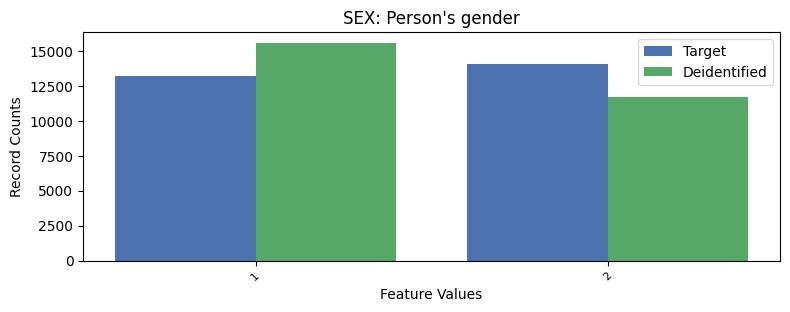 SEX: Person's gender
Target
Deidentified
Record Counts
15000
12500
10000
7500
5000
2500
0
1
2
Feature Values